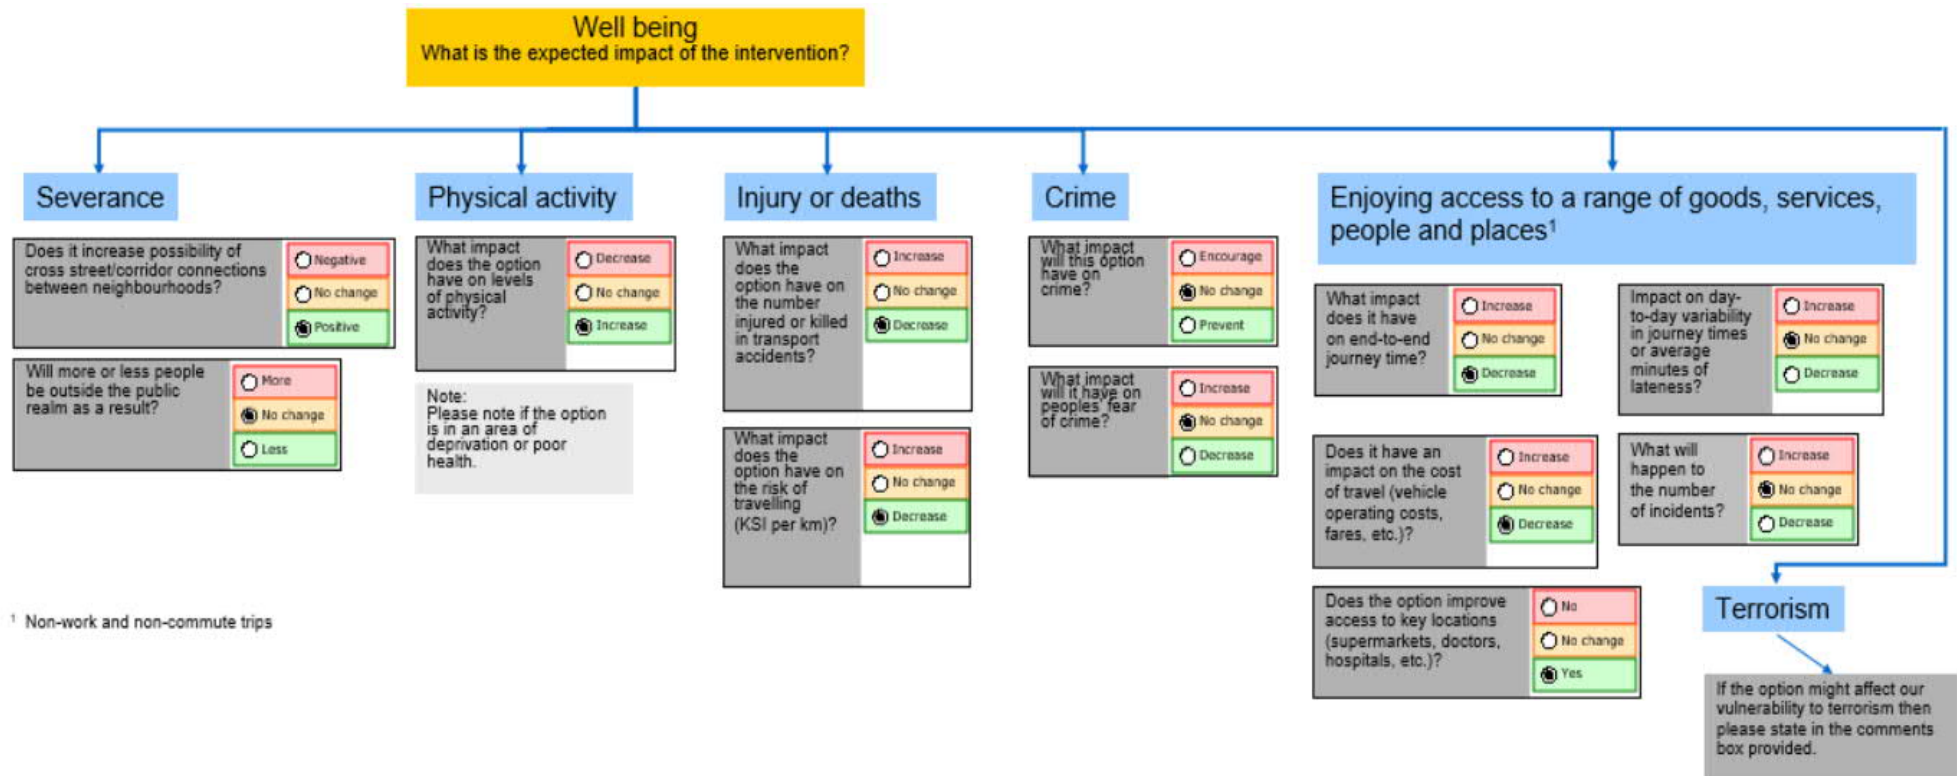 Well being
What is the expected impact of the intervention?
Severance
Does it increase possibility of
cross street/corridor connections
between neighbourhoods?
Negative
No change
Positive
Will more or less people
be outside the public
realm as a result?
More
No change
Less
Physical activity
What impact
does the option
have on levels
of physical
activity?
Decrease
No change
Increase
Note:
Please note if the option
is in an area of
deprivation or poor
health.
Injury or deaths
What impact
does the
option have on
the number
injured or killed
in transport
accidents?
Increase
No change
Decrease
What impact
does the
option have on
the risk of
travelling
(KSI per km)?
Increase
No change
Decrease
Crime
What impact
will this option
have on
crime?
Encourage
No change
Prevent
What impact
will it have on
peoples' fear
of crime?
Increase
No change
Decrease
Enjoying access to a range of goods, services,
people and places¹
What impact
does it have
on end-to-end
journey time?
Increase
No change
Decrease
Impact on day-
to-day variability
in journey times
or average
minutes of
lateness?
Increase
No change
Decrease
Does it have an
impact on the cost
of travel (vehicle
operating costs,
fares, etc.)?
Increase
No change
Decrease
What will
happen to
the number
of incidents?
Increase
No change
Decrease
Does the option improve
access to key locations
(supermarkets, doctors,
hospitals, etc.)?
No
No change
Yes
Terrorism
If the option might affect our
vulnerability to terrorism then
please state in the comments
box provided.
¹ Non-work and non-commute trips